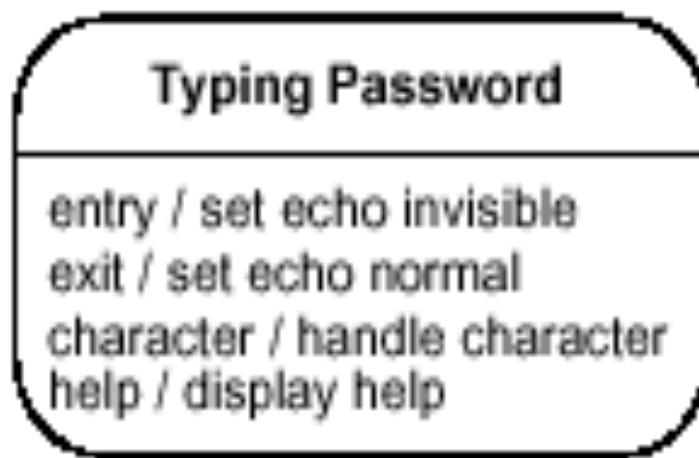 Typing Password
entry / set echo invisible
exit / set echo normal
character / handle character
help / display help